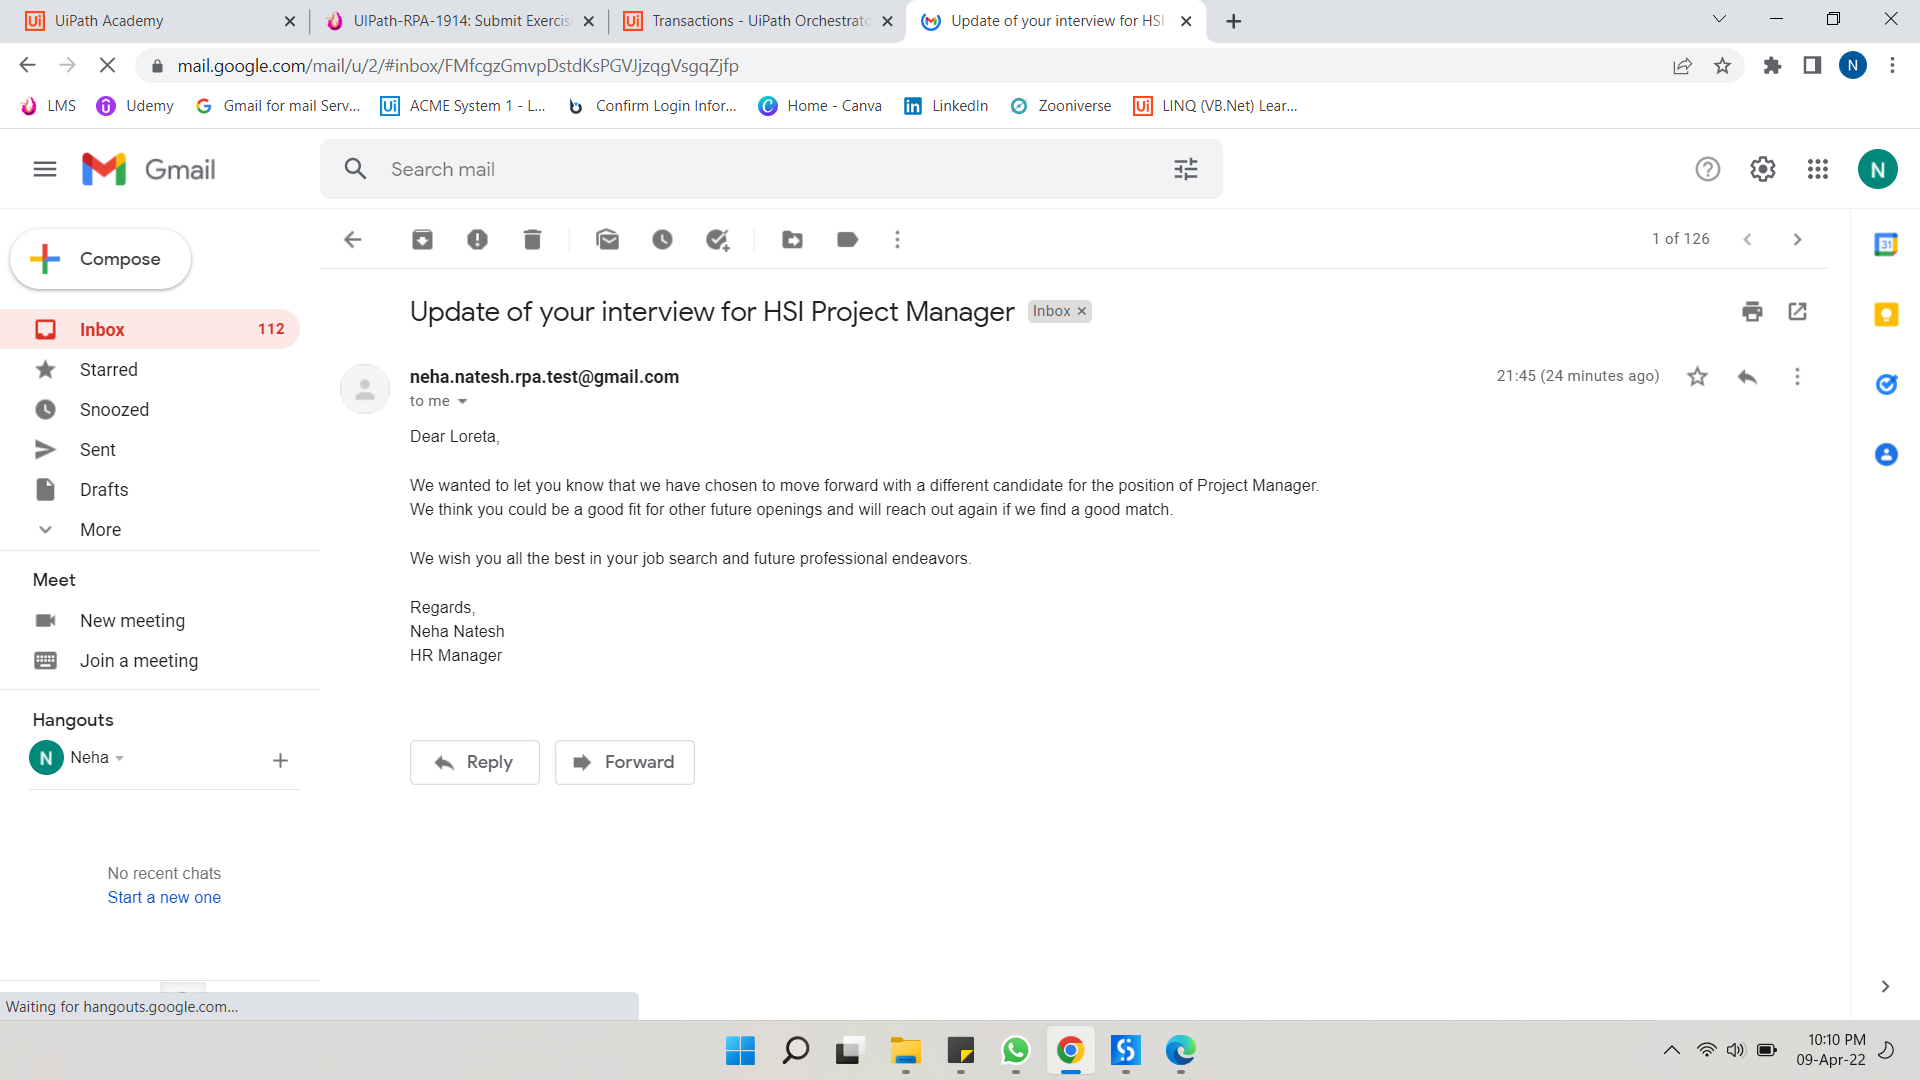 UiPath Academy
UIPath-RPA-1914: Submit Exercis
Transactions - UiPath Orchestrato
Update of your interview for HSI
mail.google.com/mail/u/2/#inbox/FMfcgzGmvpDstdKsPGVJjzqgVsgqZjfp
N
LMS
Udemy
Gmail for mail Serv...
ACME System 1 - L...
Confirm Login Infor...
Home - Canva
LinkedIn
Zooniverse
LINQ (VB.Net) Lear...
Gmail
Search mail
N
Compose
1 of 126
31
Inbox 112
Starred
Snoozed
Sent
Drafts
More
Meet
New meeting
Join a meeting
Hangouts
N Neha
No recent chats
Start a new one
Update of your interview for HSI Project Manager Inbox
neha.natesh.rpa.test@gmail.com
21:45 (24 minutes ago)
to me
Dear Loreta,
We wanted to let you know that we have chosen to move forward with a different candidate for the position of Project Manager.
We think you could be a good fit for other future openings and will reach out again if we find a good match.
We wish you all the best in your job search and future professional endeavors.
Regards,
Neha Natesh
HR Manager
Reply
Forward
Waiting for hangouts.google.com...
10:10 PM
09-Apr-22